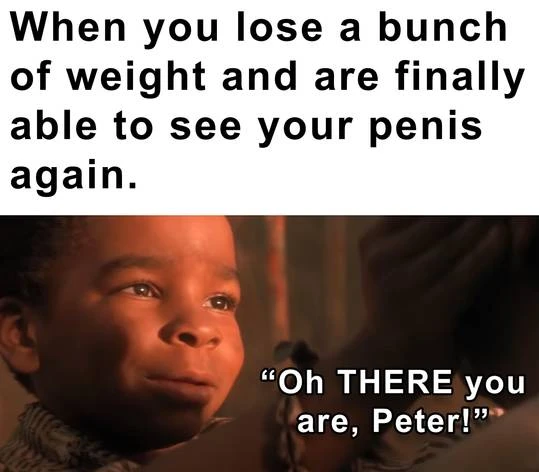 When you lose a bunch
of weight and are finally
able to see your penis
again.
“Oh THERE you
are, Peter!”